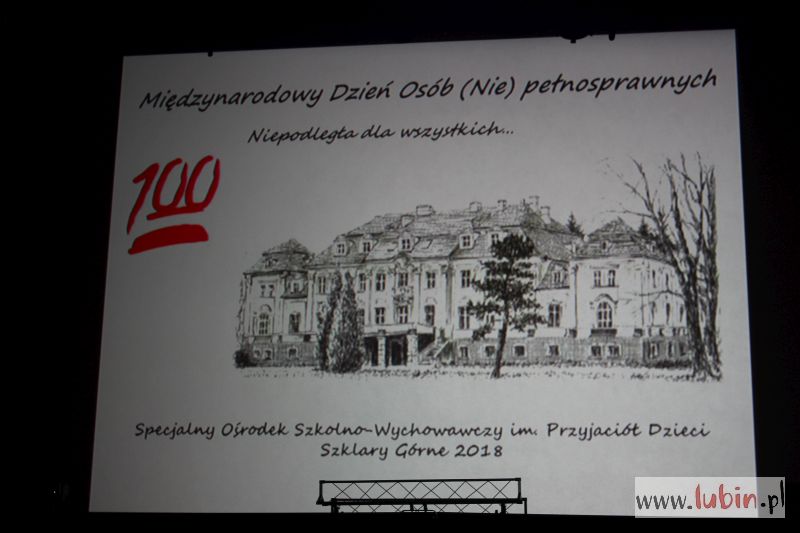 Międzynarodowy Dzień Osób (Nie) pełnosprawnych
Niepodległa dla wszystkich...
100
Specjalny Ośrodek Szkolno-Wychowawczy im. Przyjaciół Dzieci
Szklary Górne 2018
www.lubin.pl